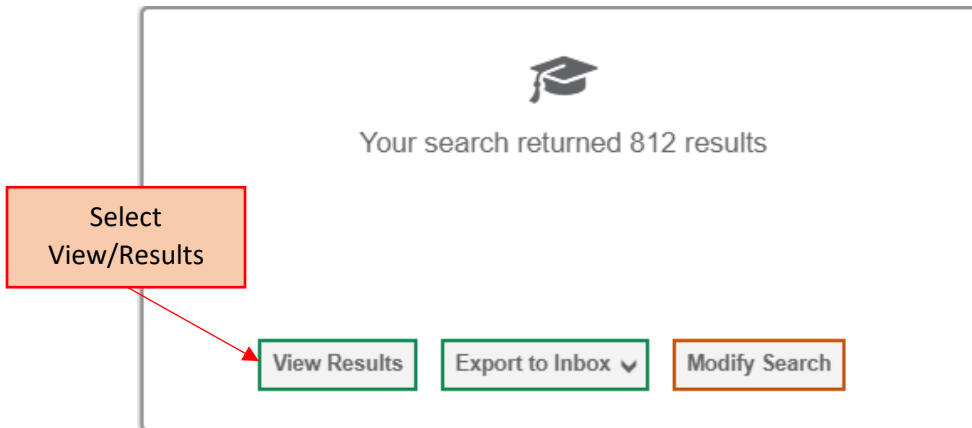 Your search returned 812 results
Select
View/Results
View Results
Export to Inbox
Modify Search